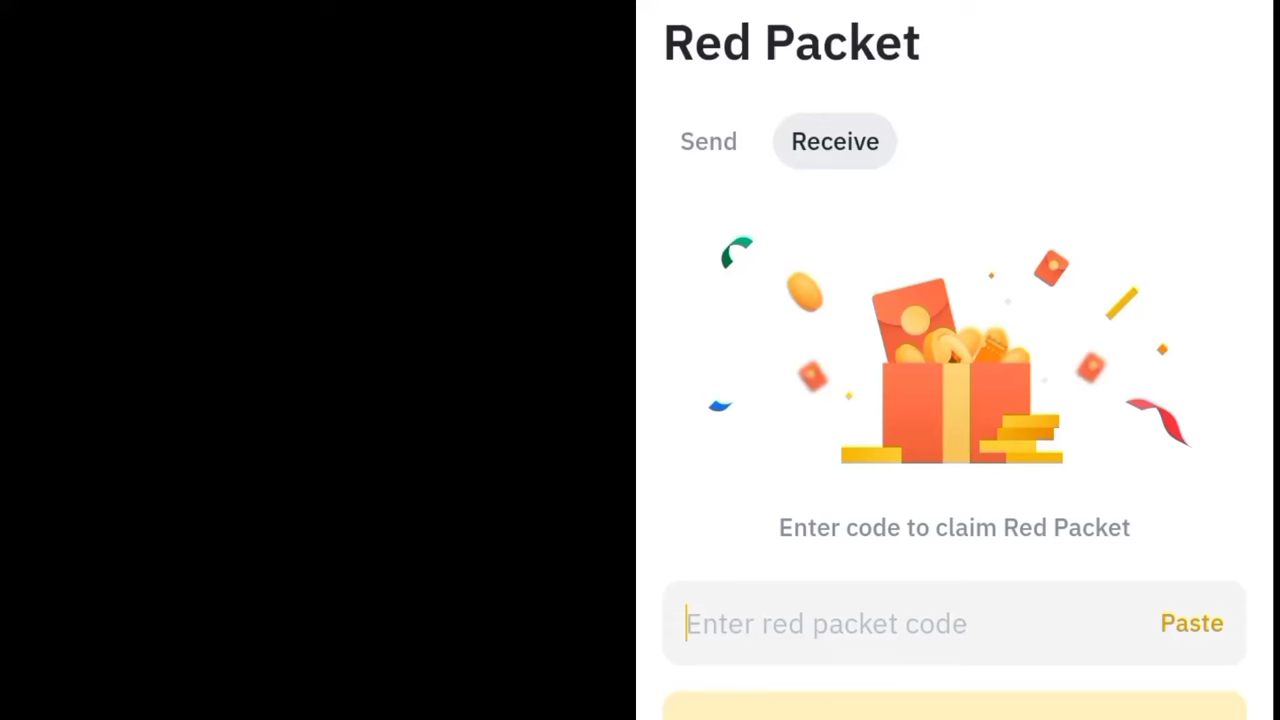 Red Packet
Send
Receive
Enter code to claim Red Packet
Enter red packet code
Paste